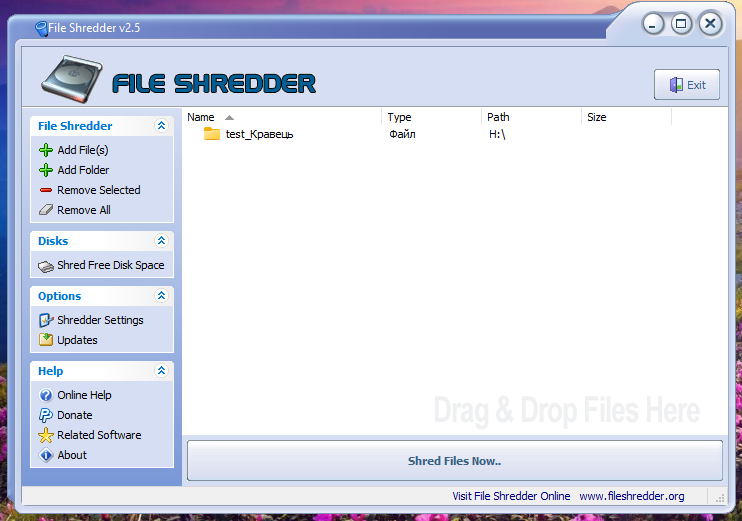 File Shredder v2.5
FILE SHREDDER
Exit
File Shredder
Add File(s)
Add Folder
Remove Selected
Remove All
Disks
Shred Free Disk Space
Options
Shredder Settings
Updates
Help
Online Help
Donate
Related Software
About
Name Type Path Size
test_Кравець Файл H:\
Drag & Drop Files Here
Shred Files Now..
Visit File Shredder Online www.fileshredder.org